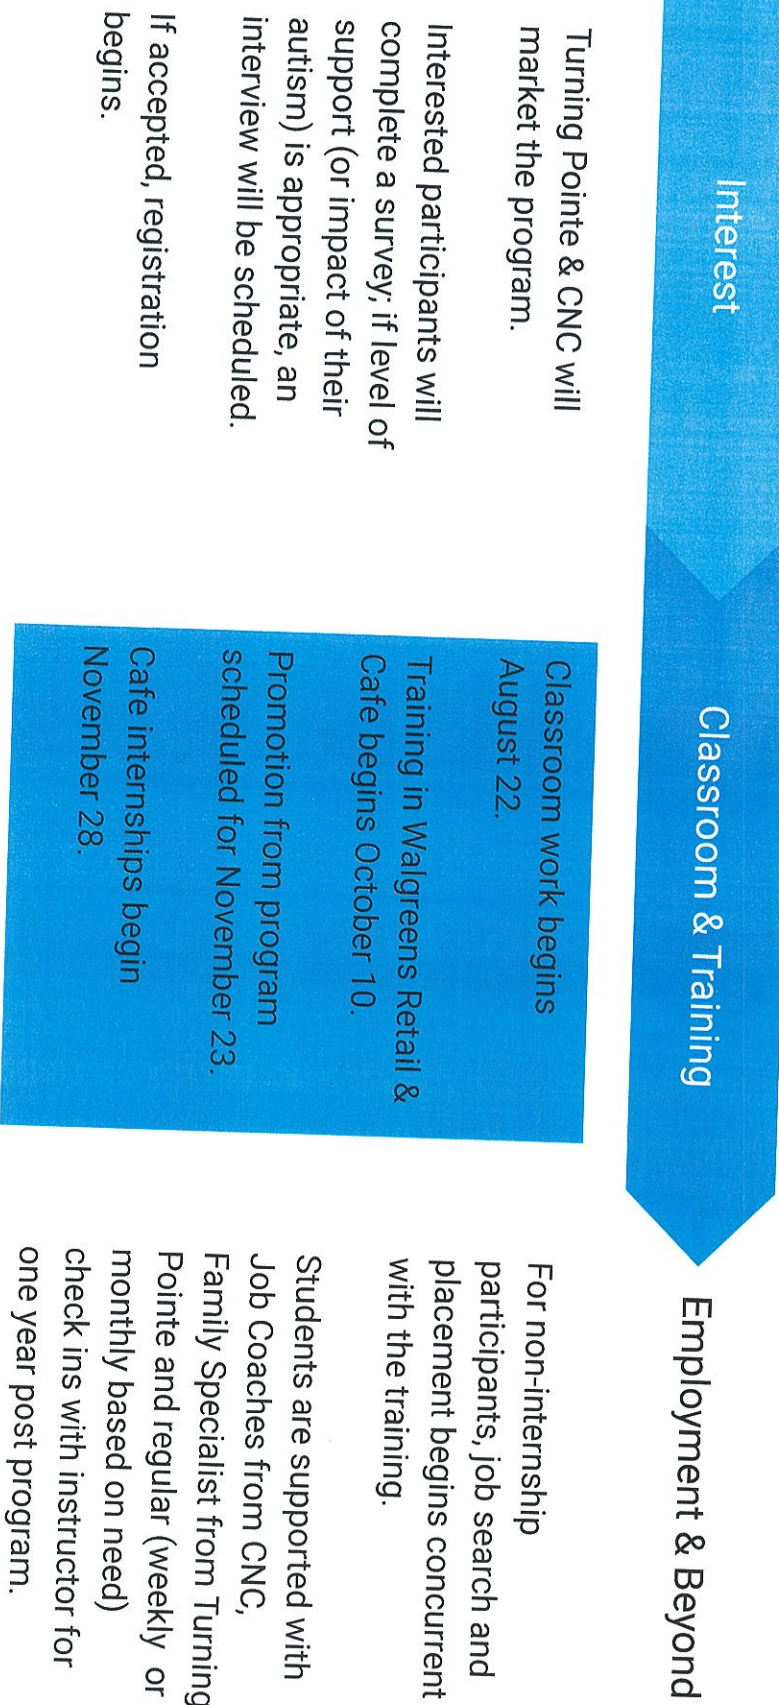 Interest
Turning Pointe & CNC will
market the program.
Interested participants will
complete a survey; if level of
support (or impact of their
autism) is appropriate, an
interview will be scheduled.
If accepted, registration
begins.
Classroom & Training
Classroom work begins
August 22.
Training in Walgreens Retail &
Cafe begins October 10.
Promotion from program
scheduled for November 23.
Cafe internships begin
November 28.
Employment & Beyond
For non-internship
participants, job search and
placement begins concurrent
with the training.
Students are supported with
Job Coaches from CNC,
Family Specialist from Turning
Pointe and regular (weekly or
monthly based on need)
check ins with instructor for
one year post program.